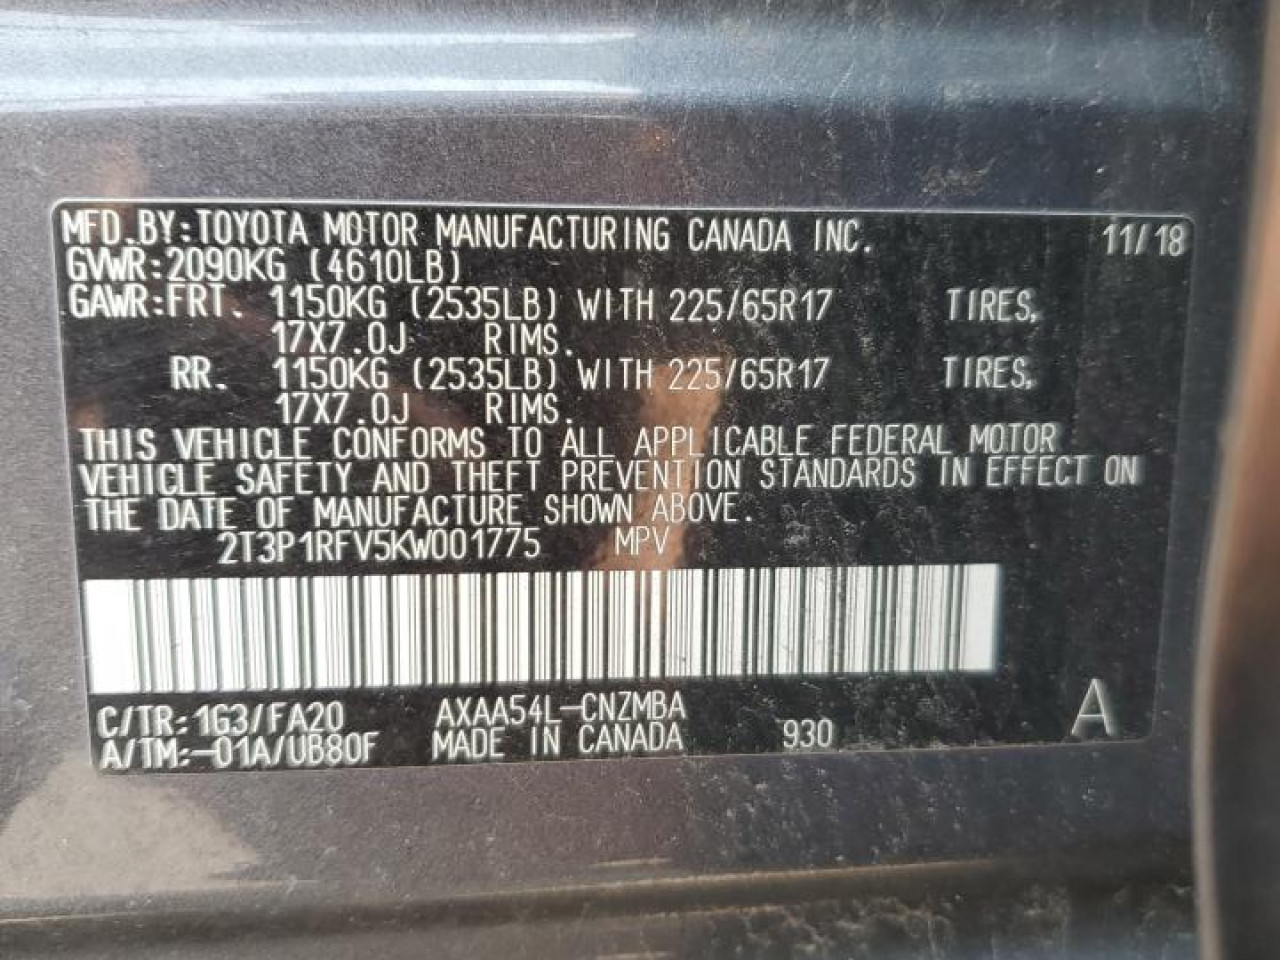 MFD.BY:TOYOTA MOTOR MANUFACTURING CANADA INC. 11/18
GVWR:2090KG (4610LB)
GAWR:FRT. 1150KG (2535LB) WITH 225/65R17 TIRES,
17X7.0J RIMS.
RR. 1150KG (2535LB) WITH 225/65R17 TIRES,
17X7.0J RIMS.
THIS VEHICLE CONFORMS TO ALL APPLICABLE FEDERAL MOTOR
VEHICLE SAFETY AND THEFT PREVENTION STANDARDS IN EFFECT ON
THE DATE OF MANUFACTURE SHOWN ABOVE.
2T3P1RFV5KW001775 MPV
C/TR:1G3/FA20 AXAA54L-CNZMBA
A/TM:-01A/UB80F MADE IN CANADA 930 A